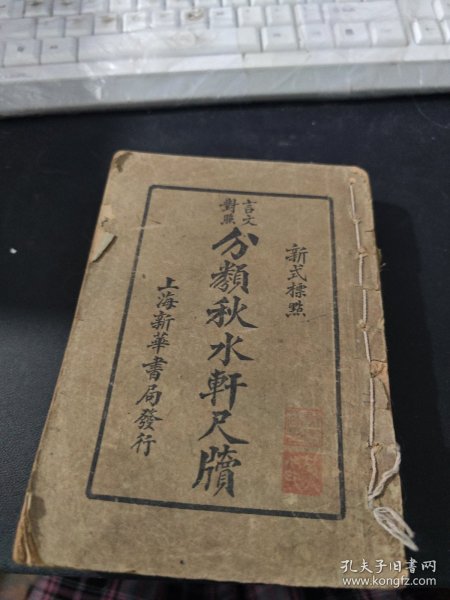 新式標點
言文
對照
分類秋水軒尺牘
上海新華書局發行
孔夫子旧书网
www.kongfz.com